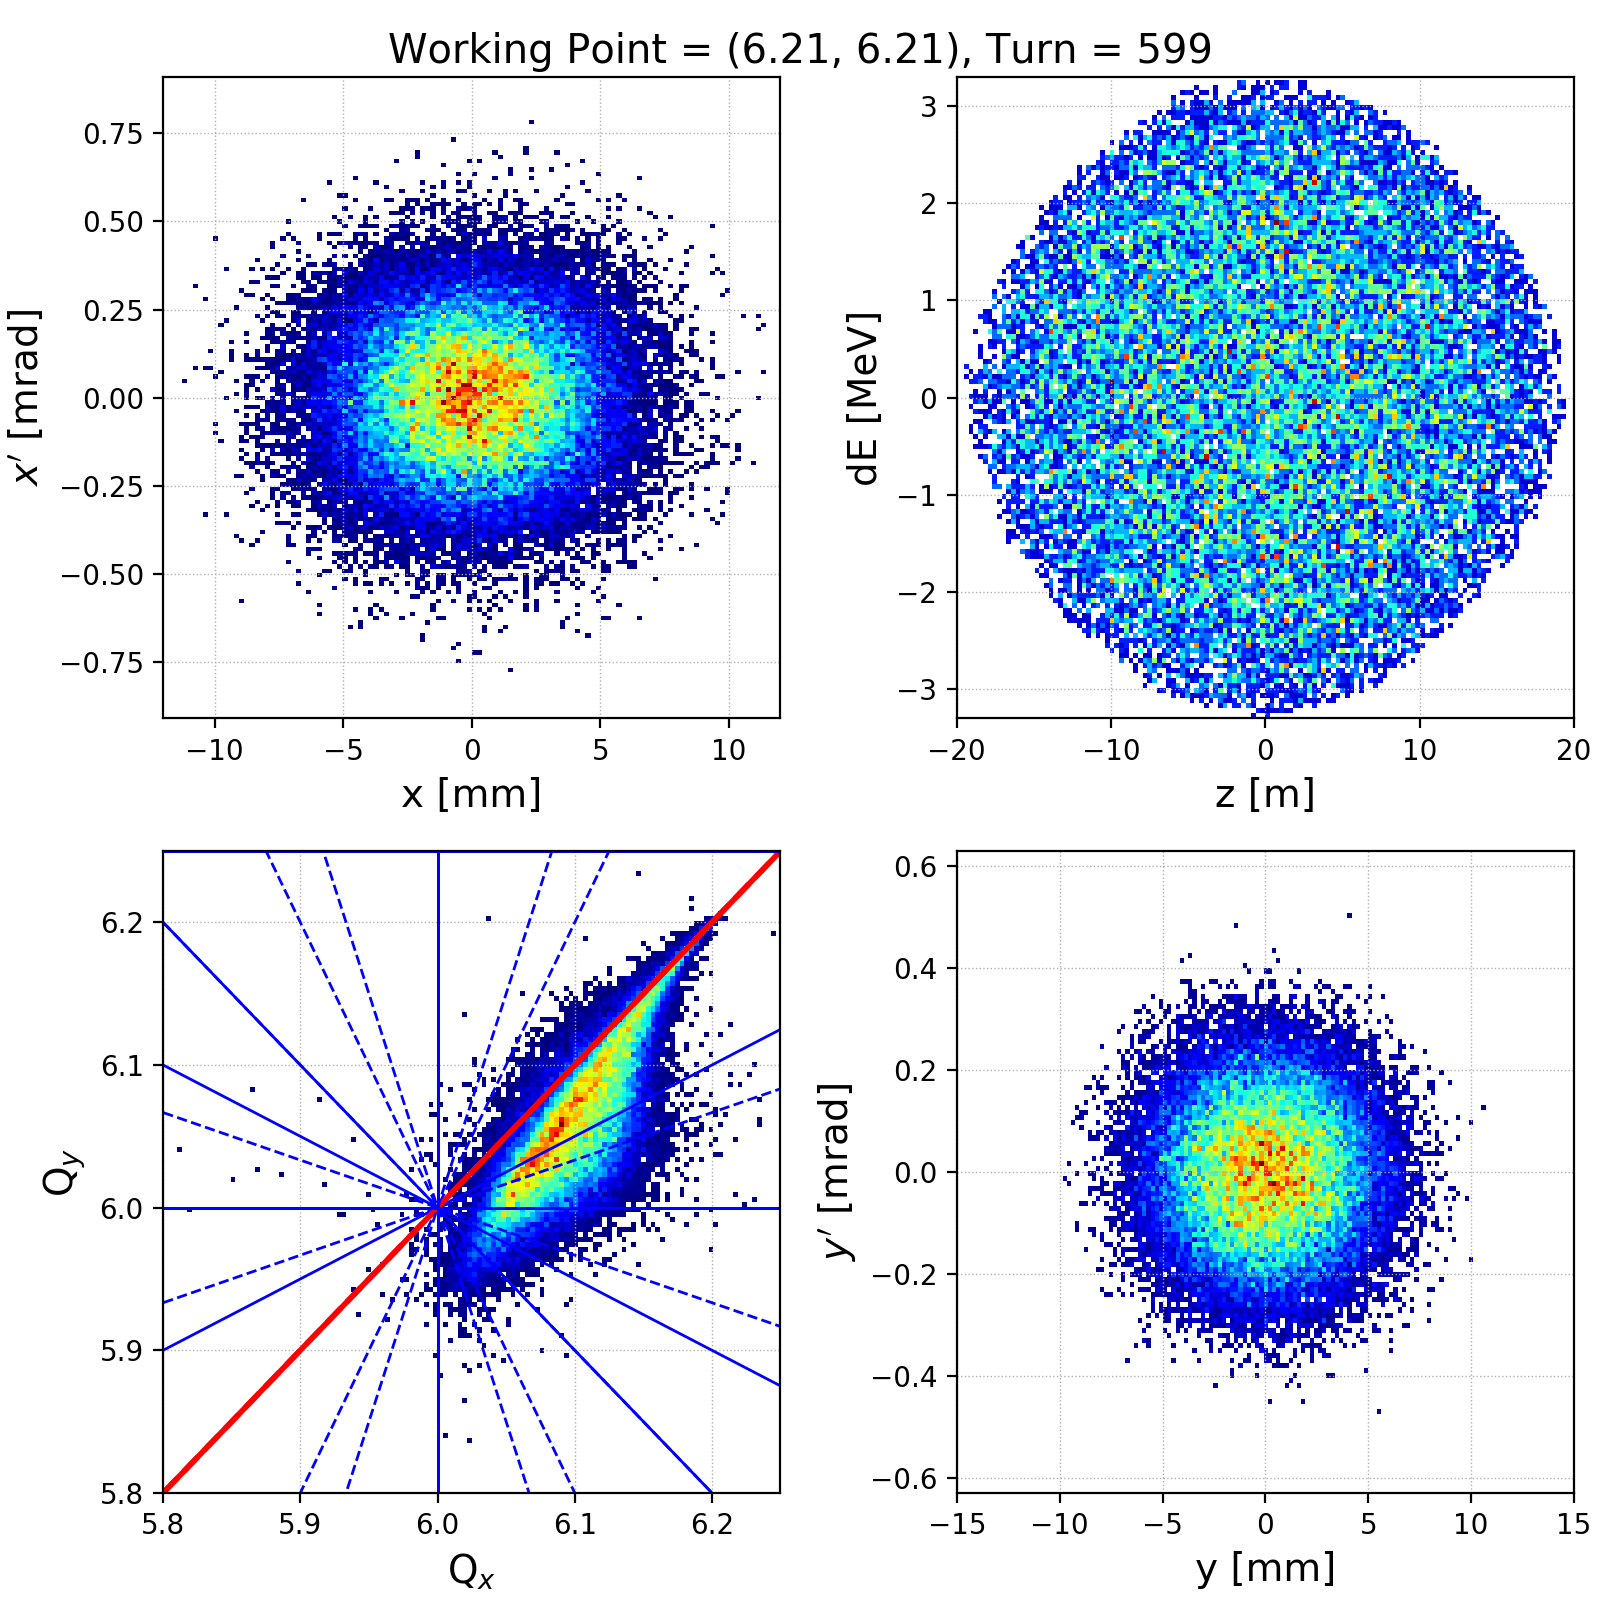 Working Point = (6.21, 6.21), Turn = 599
0.75
0.50
0.25
0.00
−0.25
−0.50
−0.75
x′ [mrad]
−10 −5 0 5 10
x [mm]
3
2
1
0
−1
−2
−3
dE [MeV]
−20 −10 0 10 20
z [m]
6.2
6.1
6.0
5.9
5.8
Qy
5.8 5.9 6.0 6.1 6.2
Qx
0.6
0.4
0.2
0.0
−0.2
−0.4
−0.6
y′ [mrad]
−15 −10 −5 0 5 10 15
y [mm]